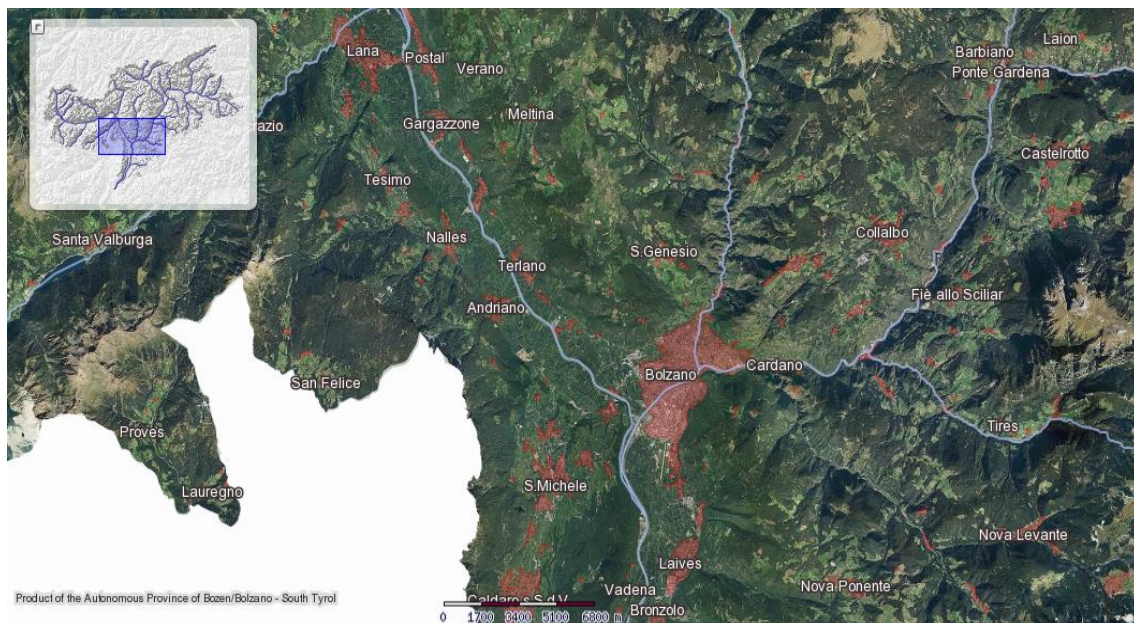 Lana
Postal
Verano
Barbiano
Laion
Ponte Gardena
Gargazzone
Meltina
Castelrotto
Tesimo
Santa Valburga
Nalles
S.Genesio
Collalbo
Terlano
Andriano
Fiè allo Sciliar
San Felice
Bolzano
Cardano
Proves
Tires
Lauregno
S.Michele
Nova Levante
Laives
Vadena
Nova Ponente
Product of the Autonomous Province of Bozen/Bolzano - South Tyrol
Caldaro s.S.d.V.
Bronzolo
0 1700 3400 5100 6800 m